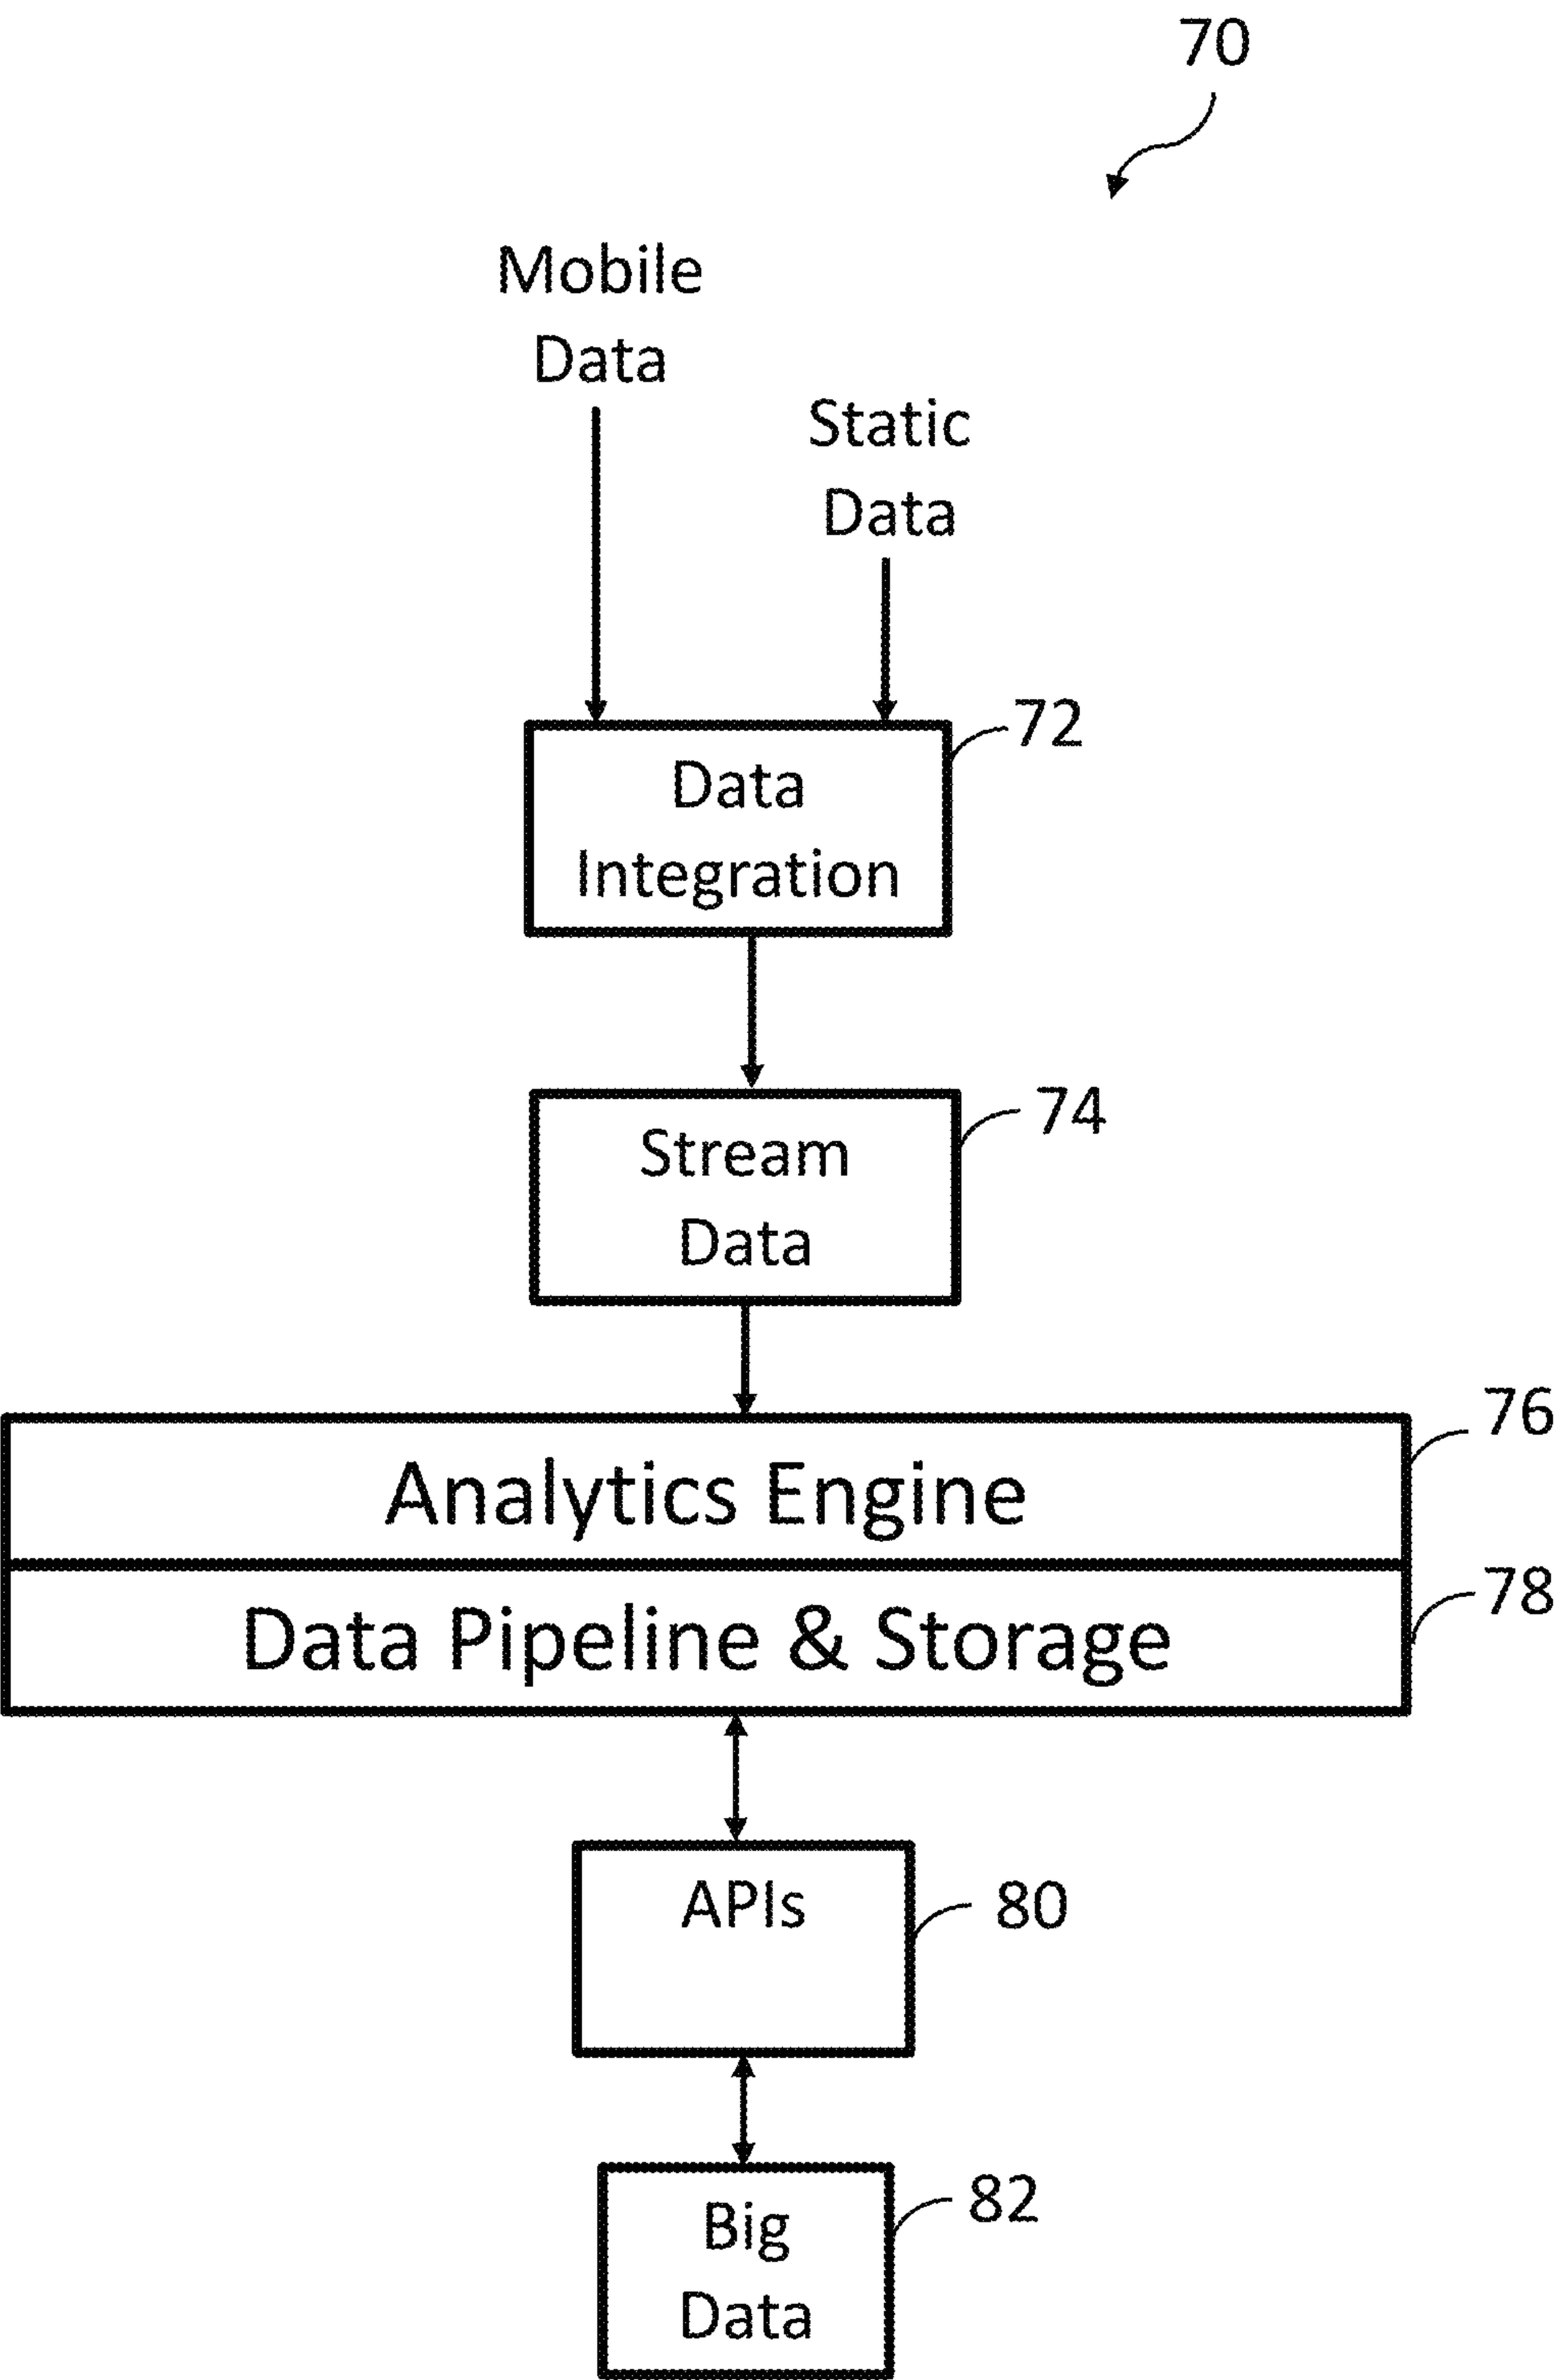 70
Mobile
Data
Static
Data
72
Data
Integration
74
Stream
Data
76
Analytics Engine
78
Data Pipeline & Storage
APIs
80
82
Big
Data